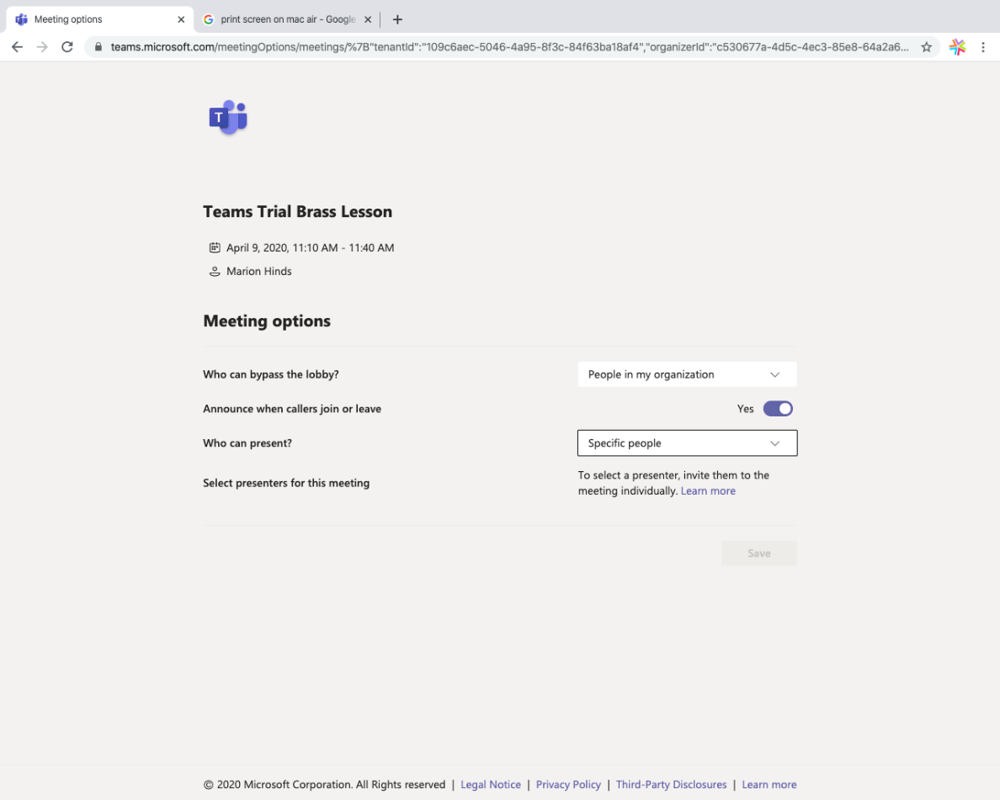 Meeting options
print screen on mac air - Google
teams.microsoft.com/meetingOptions/meetings/%7B"tenantId":"109c6aec-5046-4a95-8f3c-84f63ba18af4","organizerId":"c530677a-4d5c-4ec3-85e8-64a2a6...
T
Teams Trial Brass Lesson
April 9, 2020, 11:10 AM - 11:40 AM
Marion Hinds
Meeting options
Who can bypass the lobby?
People in my organization
Announce when callers join or leave
Yes
Who can present?
Specific people
Select presenters for this meeting
To select a presenter, invite them to the
meeting individually. Learn more
Save
© 2020 Microsoft Corporation. All Rights reserved | Legal Notice | Privacy Policy | Third-Party Disclosures | Learn more